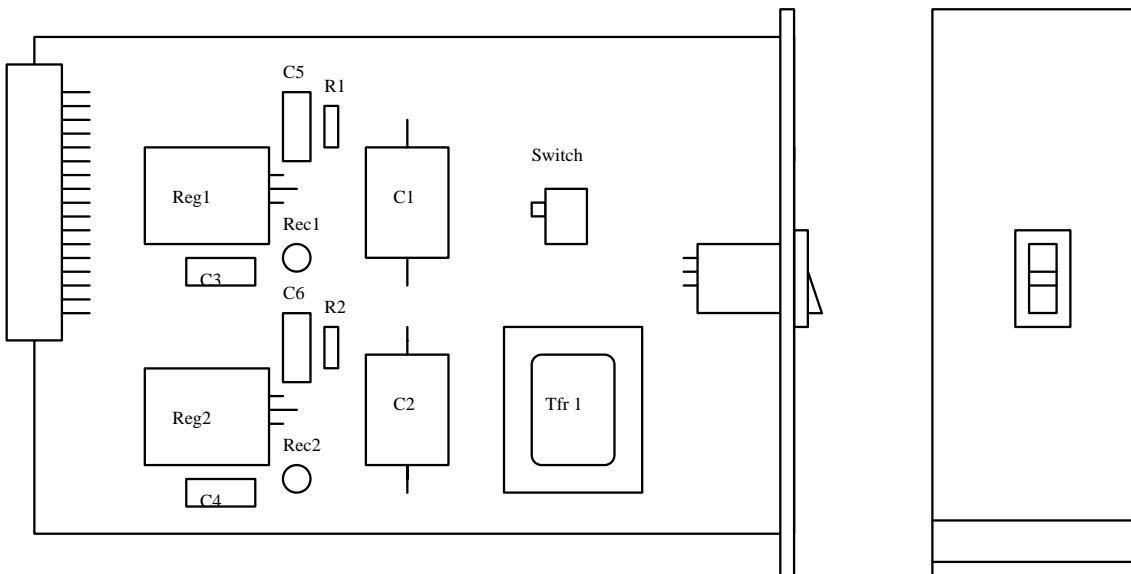 C5
R1
Switch
Reg1
C1
Rec1
C3
C6
R2
Reg2
C2
Tfr 1
Rec2
C4